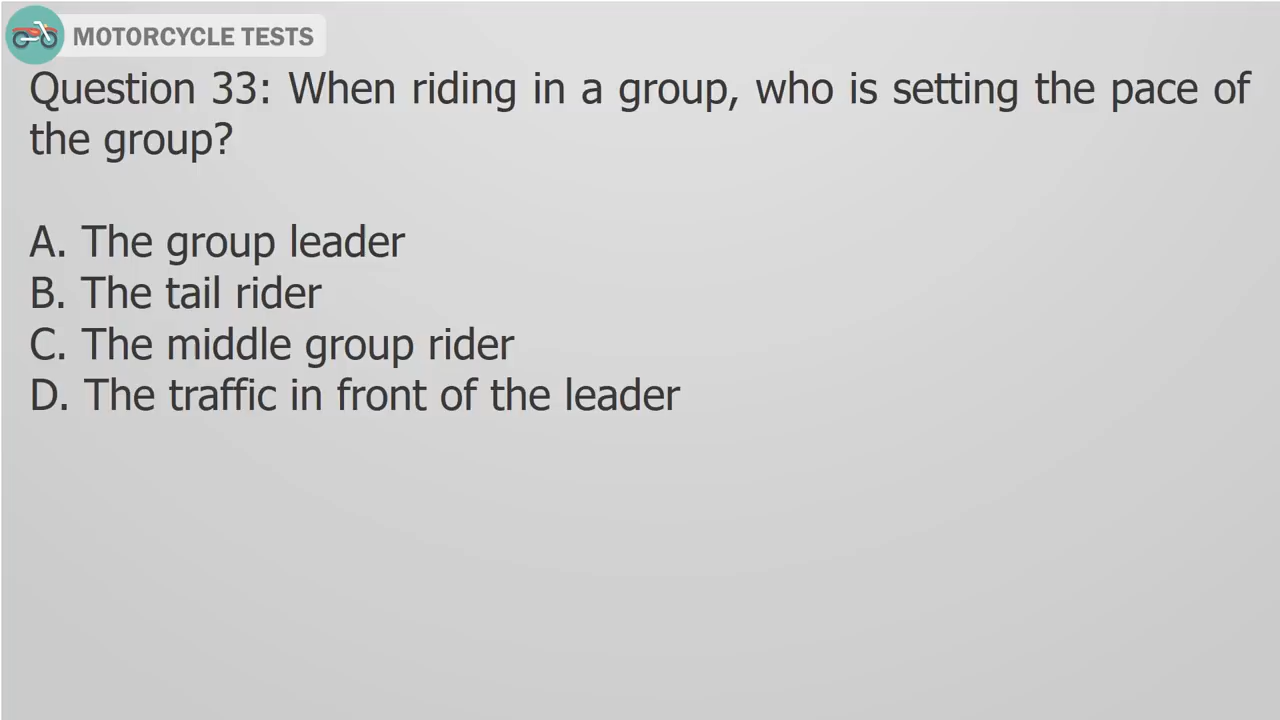 MOTORCYCLE TESTS
Question 33: When riding in a group, who is setting the pace of
the group?
A. The group leader
B. The tail rider
C. The middle group rider
D. The traffic in front of the leader